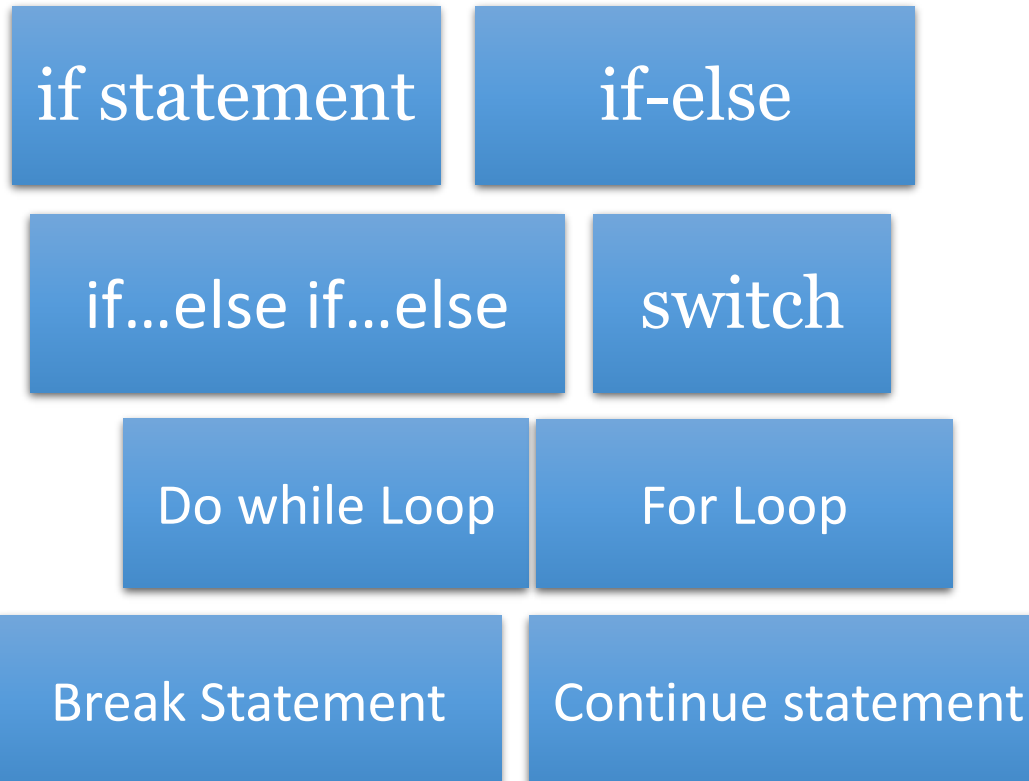 if statement
if-else
if...else if...else
switch
Do while Loop
For Loop
Break Statement
Continue statement